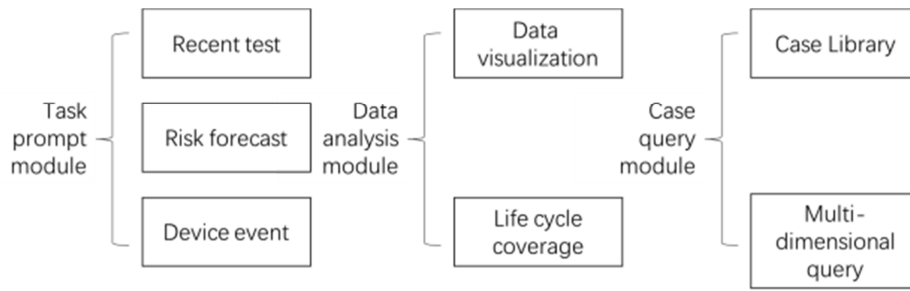 Task
prompt
module
Recent test
Risk forecast
Device event
Data
analysis
module
Data
visualization
Life cycle
coverage
Case
query
module
Case Library
Multi-
dimensional
query